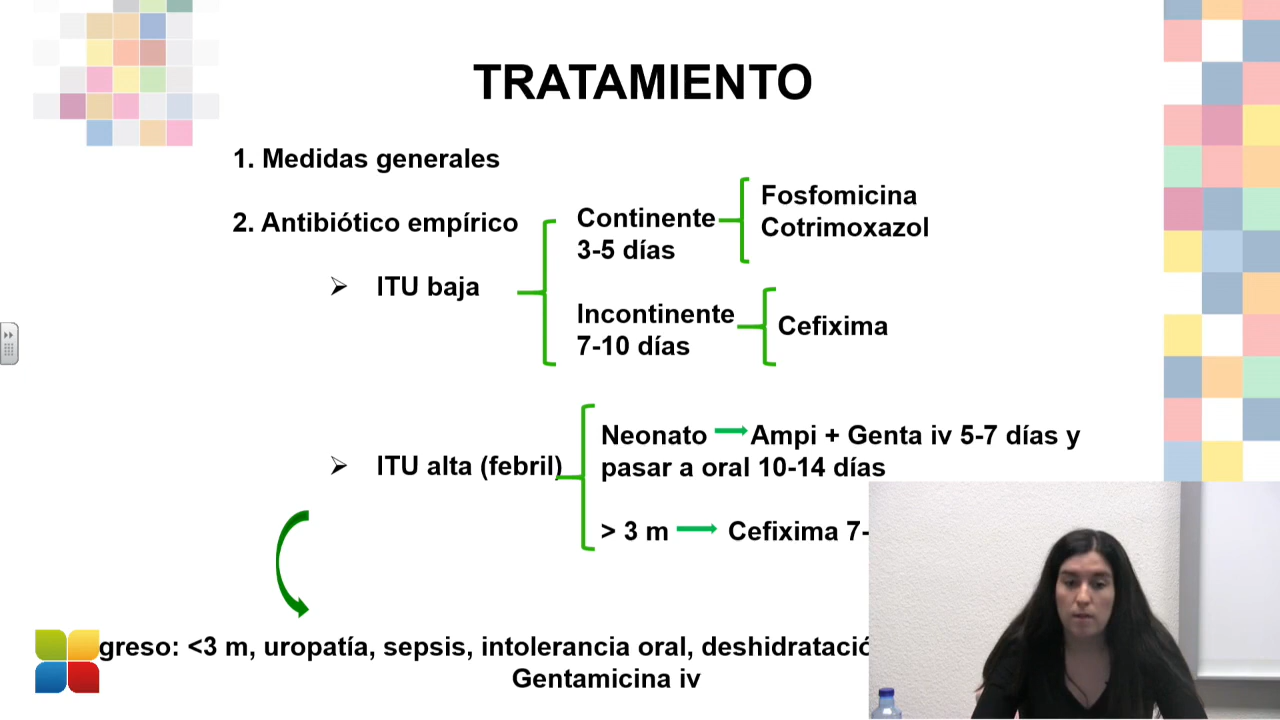 TRATAMIENTO
1. Medidas generales
2. Antibiótico empírico
ITU baja
Continente
3-5 días
Fosfomicina
Cotrimoxazol
Incontinente
7-10 días
Cefixima
ITU alta (febril)
Neonato Ampi + Genta iv 5-7 días y
pasar a oral 10-14 días
> 3 m Cefixima 7-
greso: <3 m, uropatía, sepsis, intolerancia oral, deshidratació
Gentamicina iv